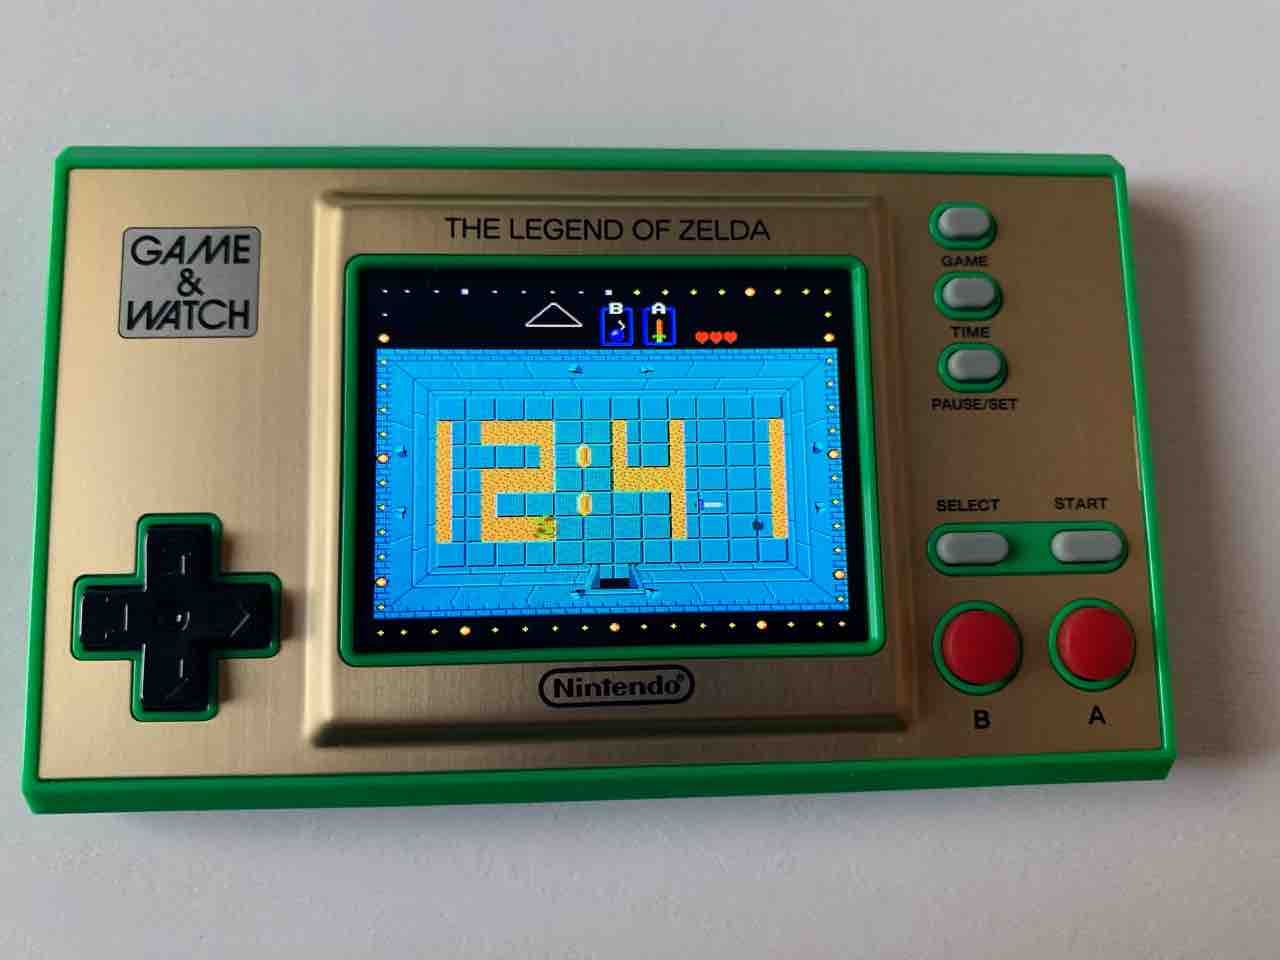 THE LEGEND OF ZELDA
GAME
&
WATCH
GAME
TIME
PAUSE/SET
B A
12:41
SELECT START
Nintendo®
B A